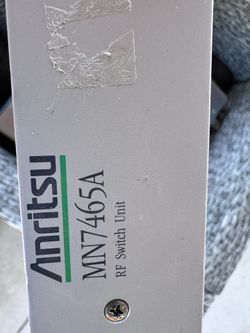 Anritsu
MN7465A
RF Switch Unit